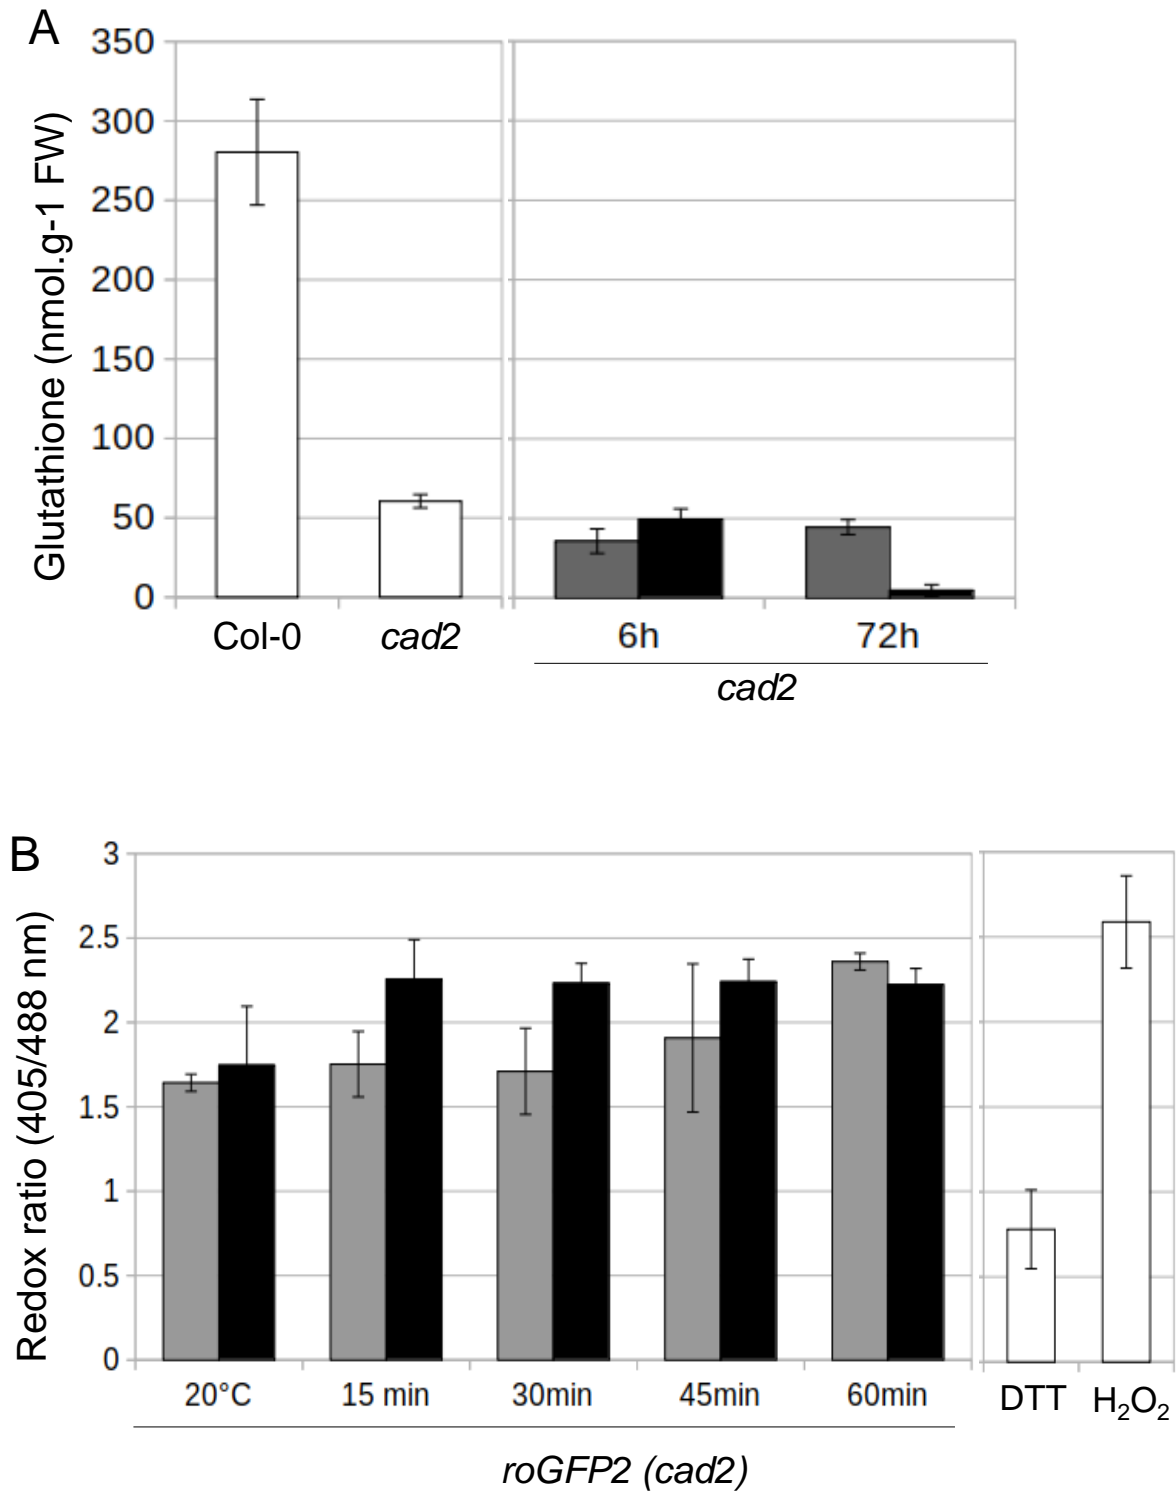 A
Glutathione (nmol.g-1 FW)
350
300
250
200
150
100
50
0
Col-0
cad2
6h
72h
cad2
B
Redox ratio (405/488 nm)
3
2.5
2
1.5
1
0.5
0
20°C
15 min
30min
45min
60min
DTT
H₂O₂
roGFP2 (cad2)